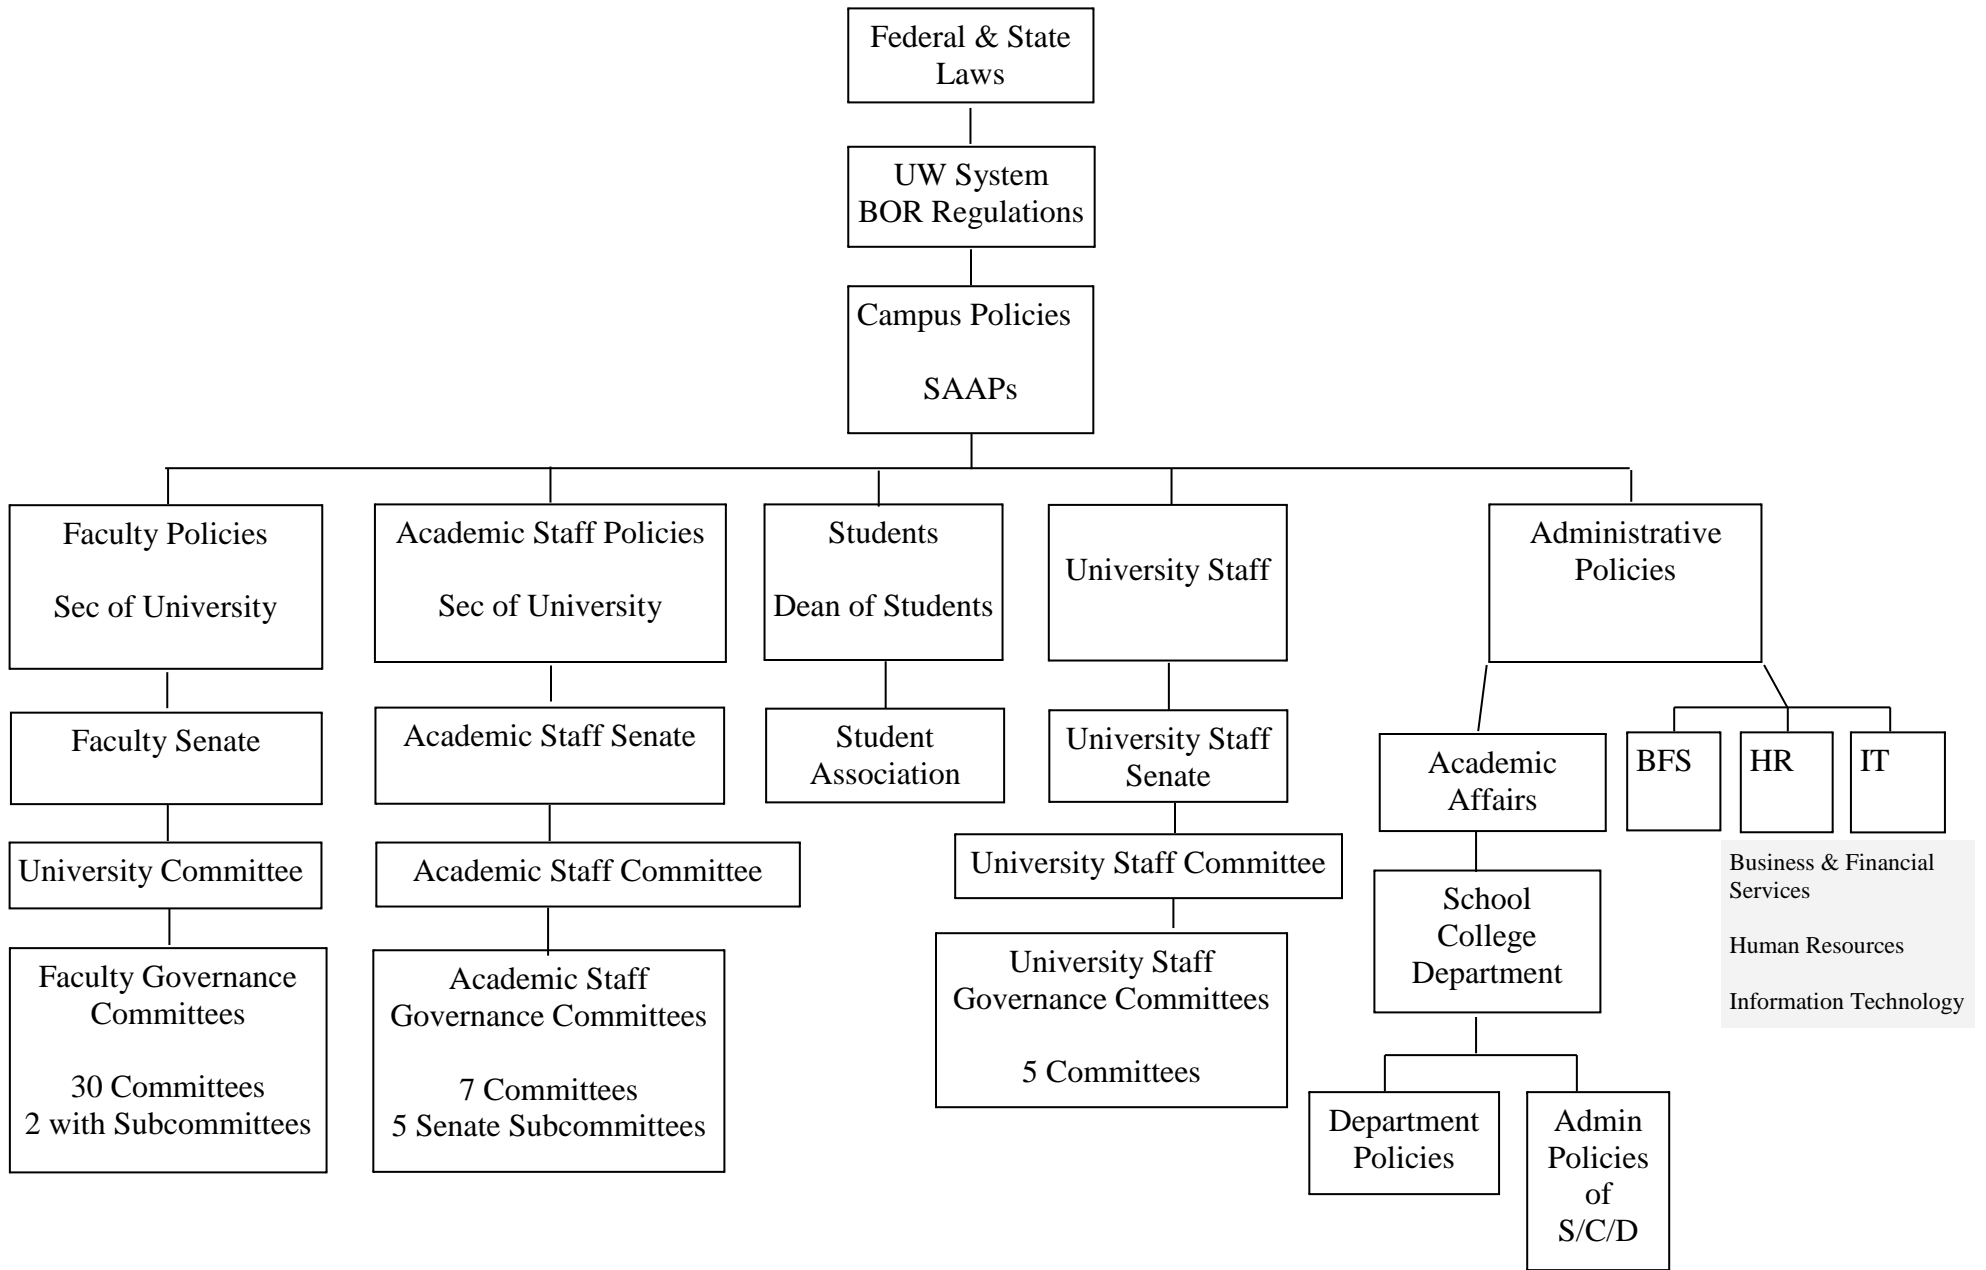 Federal & State
Laws
UW System
BOR Regulations
Campus Policies
SAAPs
Faculty Policies
Sec of University
Academic Staff Policies
Sec of University
Students
Dean of Students
University Staff
Administrative
Policies
Faculty Senate
Academic Staff Senate
Student
Association
University Staff
Senate
Academic
Affairs
BFS
HR
IT
University Committee
Academic Staff Committee
University Staff Committee
School
College
Department
Business & Financial
Services
Human Resources
Information Technology
Faculty Governance
Committees
30 Committees
2 with Subcommittees
Academic Staff
Governance Committees
7 Committees
5 Senate Subcommittees
University Staff
Governance Committees
5 Committees
Department
Policies
Admin
Policies
of
S/C/D